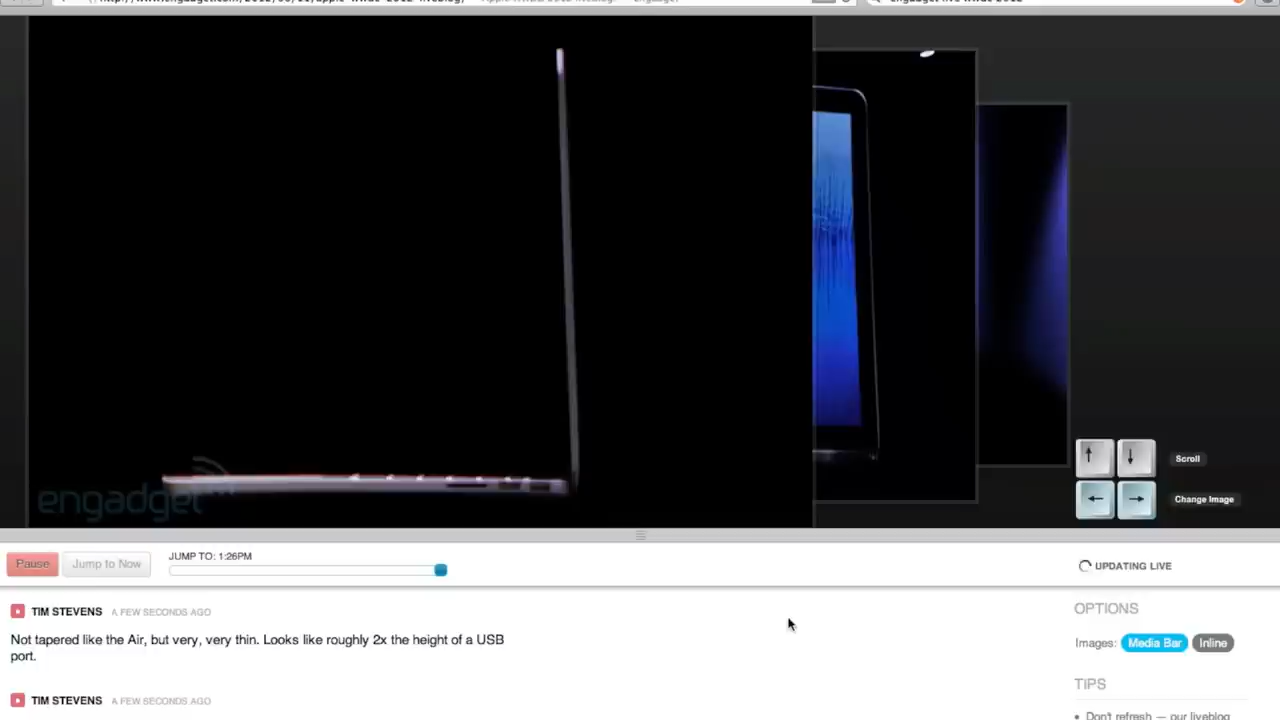 engadget
Pause
Jump to Now
JUMP TO: 1:26PM
UPDATING LIVE
Scroll
Change Image
TIM STEVENS A FEW SECONDS AGO
Not tapered like the Air, but very, very thin. Looks like roughly 2x the height of a USB
port.
TIM STEVENS A FEW SECONDS AGO
OPTIONS
Images: Media Bar Inline
TIPS
• Don't refresh — our liveblog